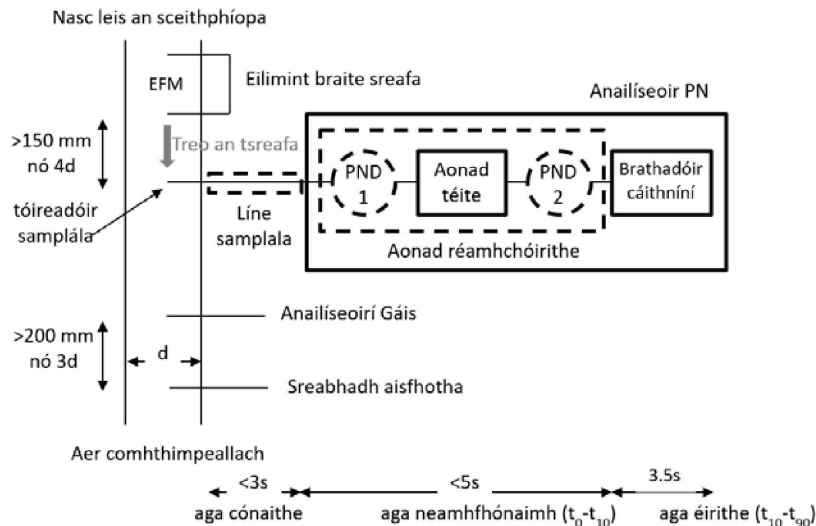 Nasc leis an sceithphíopa
EFM
Eilimint braite sreafa
Anailíseoir PN
>150 mm
nó 4d
Treo an tsreafa
PND
1
Aonad
téite
PND
2
Brathadóir
cáithníní
tóireadóir
samplála
Líne
samplala
Aonad réamhchóirithe
Anailíseoirí Gáis
>200 mm
nó 3d
d
Sreabhadh aisfhotha
Aer comhthimpeallach
<3s
<5s
3.5s
aga cónaithe
aga neamhfhónaimh (t0-t10)
aga éirithe (t10-t90)